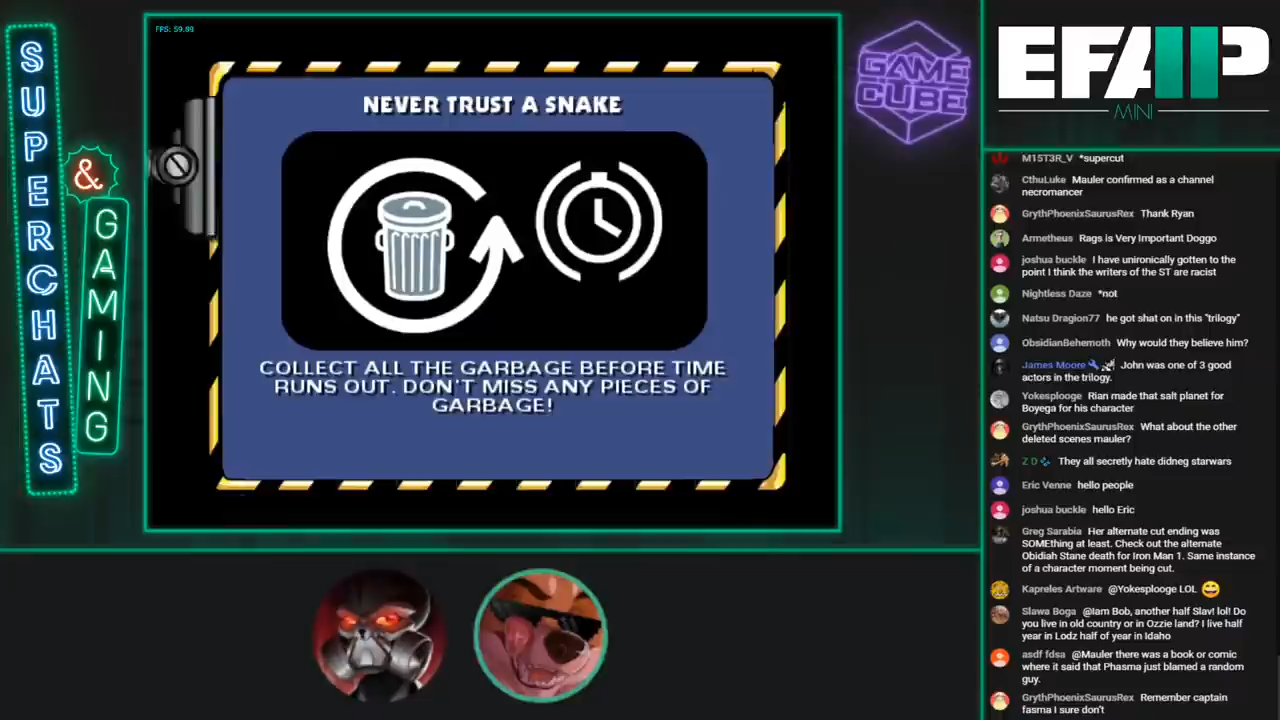 SUPERCHATS
&
GAMING
FPS: 59.89
NEVER TRUST A SNAKE
COLLECT ALL THE GARBAGE BEFORE TIME
RUNS OUT. DON'T MISS ANY PIECES OF
GARBAGE!
GAME
CUBE
EFAP
MINI
M15T3R_V *supercut
CthuLuke Mauler confirmed as a channel
necromancer
GrythPhoenixSaurusRex Thank Ryan
Armetheus Rags is Very Important Doggo
joshua buckle I have unironically gotten to the
point I think the writers of the ST are racist
Nightless Daze *not
Natsu Dragion77 he got shat on in this "trilogy"
ObsidianBehemoth Why would they believe him?
James Moore John was one of 3 good
actors in the trilogy.
Yokesplooge Rian made that salt planet for
Boyega for his character
GrythPhoenixSaurusRex What about the other
deleted scenes mauler?
Z D They all secretly hate didneg starwars
Eric Venne hello people
joshua buckle hello Eric
Greg Sarabia Her alternate cut ending was
SOMEthing at least. Check out the alternate
Obidiah Stane death for Iron Man 1. Same instance
of a character moment being cut.
Kapreles Artware @Yokesplooge LOL
Slawa Boga @Iam Bob, another half Slav! lol! Do
you live in old country or in Ozzie land? I live half
year in Lodz half of year in Idaho
asdf fdsa @Mauler there was a book or comic
where it said that Phasma just blamed a random
guy.
GrythPhoenixSaurusRex Remember captain
fasma I sure don't